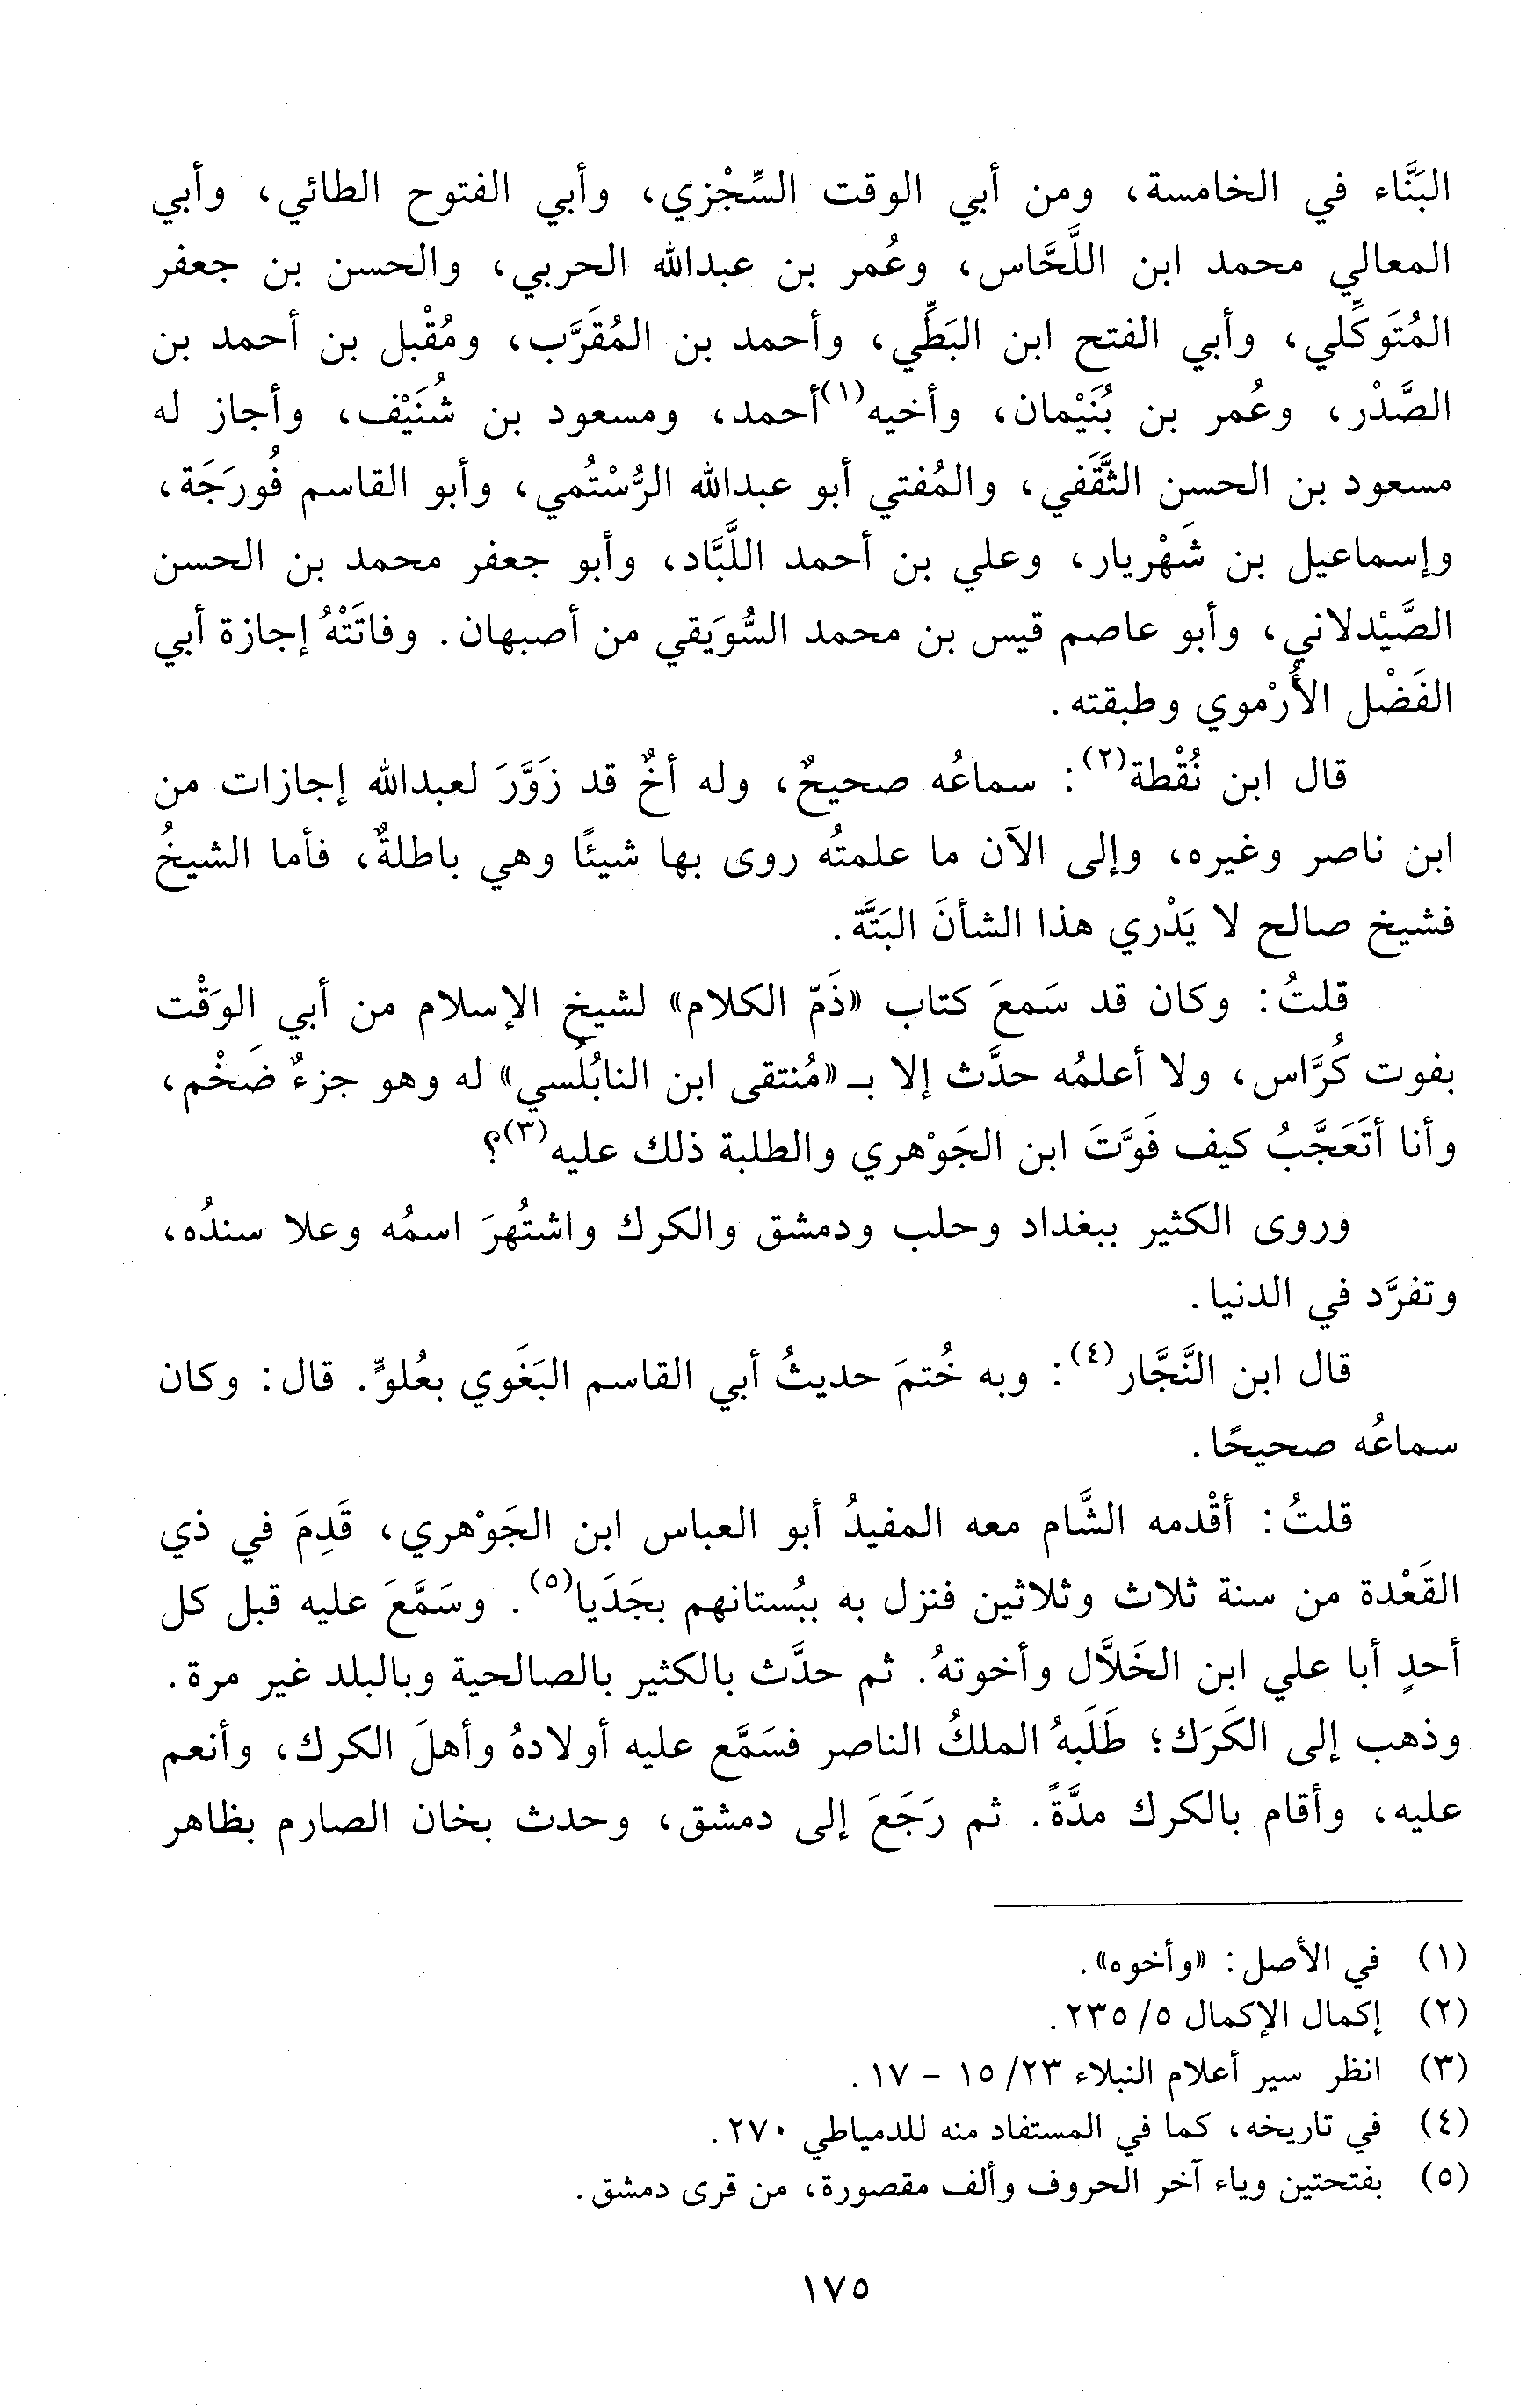 البَنَّاء في الخامسة، ومن أبي الوقت السِّجْزي، وأبي الفتوح الطائي، وأبي
المعالي محمد ابن اللَّحَّاس، وعُمر بن عبدالله الحربي، والحسن بن جعفر
المُتَوكِّلي، وأبي الفتح ابن البَطِّي، وأحمد بن المُقَرَّب، ومُقْبل بن أحمد بن
الصَّدْر، وعُمر بن بُنَيْمان، وأخيه(١) أحمد، ومسعود بن شُنَيْف، وأجاز له
مسعود بن الحسن الثَّقَفي، والمُفتي أبو عبدالله الرُّسْتُمي، وأبو القاسم فُورَجَة،
وإسماعيل بن شَهْريار، وعلي بن أحمد اللَّبَّاد، وأبو جعفر محمد بن الحسن
الصَّيْدلاني، وأبو عاصم قيس بن محمد السُّوَيقي من أصبهان. وفاتَتْهُ إجازة أبي
الفَضْل الأُرْموي وطبقته.
قال ابن نُقْطة(٢): سماعُه صحيحٌ، وله أخٌ قد زَوَّرَ لعبدالله إجازات من
ابن ناصر وغيره، وإلى الآن ما علمتُه روى بها شيئًا وهي باطلةٌ، فأما الشيخُ
فشيخ صالح لا يَدْري هذا الشأنَ البَتَّة.
قلتُ: وكان قد سَمعَ كتاب «ذَمّ الكلام» لشيخ الإسلام من أبي الوَقْت
بفوت كُرَّاس، ولا أعلمُه حدَّث إلا بـ «مُنتقى ابن النابُلُسي» له وهو جزءٌ ضَخْم،
وأنا أتَعَجَّبُ كيف فَوَّتَ ابن الجَوْهري والطلبة ذلك عليه(٣)؟
وروى الكثير ببغداد وحلب ودمشق والكرك واشتُهرَ اسمُه وعلا سندُه،
وتفرَّد في الدنيا.
قال ابن النَّجَّار(٤): وبه خُتمَ حديثُ أبي القاسم البَغَوي بعُلوٍّ. قال: وكان
سماعُه صحيحًا.
قلتُ: أقْدمه الشَّام معه المفيدُ أبو العباس ابن الجَوْهري، قَدِمَ في ذي
القَعْدة من سنة ثلاث وثلاثين فنزل به ببُستانهم بجَدَيا(٥). وسَمَّعَ عليه قبل كل
أحدٍ أبا علي ابن الخَلاَّل وأخوتهُ. ثم حدَّث بالكثير بالصالحية وبالبلد غير مرة.
وذهب إلى الكَرَك؛ طَلَبهُ الملكُ الناصر فسَمَّع عليه أولادهُ وأهلَ الكرك، وأنعم
عليه، وأقام بالكرك مدَّةً. ثم رَجَعَ إلى دمشق، وحدث بخان الصارم بظاهر
(١) في الأصل: «وأخوه».
(٢) إكمال الإكمال ٥/ ٢٣٥.
(٣) انظر سير أعلام النبلاء ٢٣/ ١٥ - ١٧.
(٤) في تاريخه، كما في المستفاد منه للدمياطي ٢٧٠.
(٥) بفتحتين وياء آخر الحروف وألف مقصورة، من قرى دمشق.
١٧٥